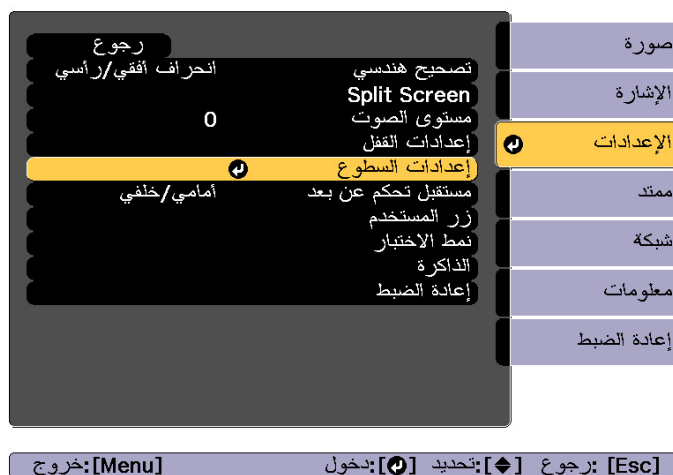 صورة
الإشارة
الإعدادات
ممتد
شبكة
معلومات
إعادة الضبط
رجوع
تصحيح هندسي انحراف أفقي/رأسي
Split Screen
مستوى الصوت 0
إعدادات القفل
إعدادات السطوع
مستقبل تحكم عن بعد أمامي/خلفي
زر المستخدم
نمط الاختبار
الذاكرة
إعادة الضبط
[Esc] :رجوع [♦]:تحديد [⏎]:دخول [Menu]:خروج